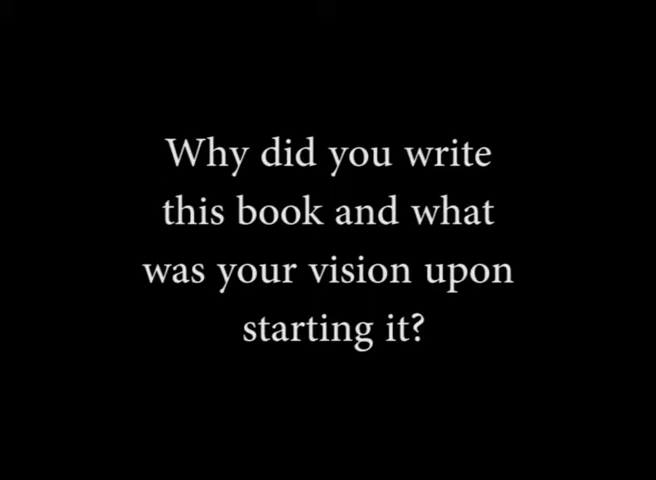 Why did you write
this book and what
was your vision upon
starting it?